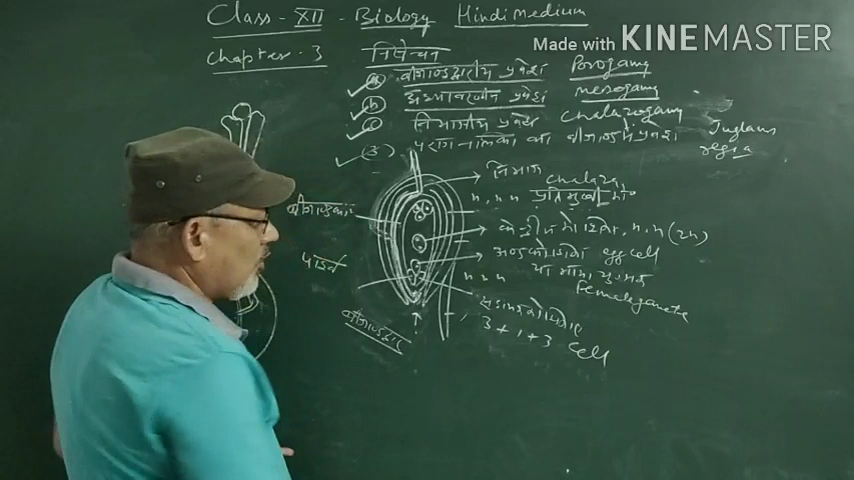 Class - XII - Biology Hindi medium
Made with KINEMASTER
Chapter - 3 निषेचन
(a) बीजाण्डद्वारीय प्रवेश Porogamy
(b) अध्यावरणीय प्रवेश mesogamy
(c) निभागीय प्रवेश Chalazogamy
(3) परागनलिका का बीजाण्ड में प्रवेश Juglans regia
निभाग
chalaza
n, n, n प्रतिमुखी
बीजाण्डकाय
केन्द्रीय कोशिका, n, n (2n)
अण्ड कोशिका egg cell
n n n या मादा युग्मक
Female gamete
बीजाण्डद्वार
3 + 1 + 3 Cell